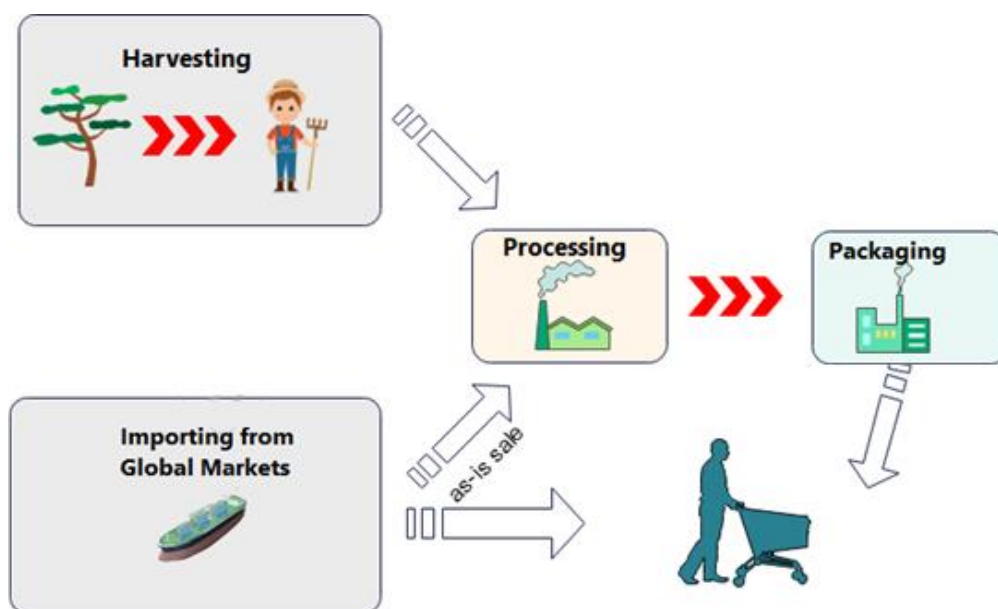 Harvesting
Processing
Packaging
Importing from
Global Markets
as-is sale